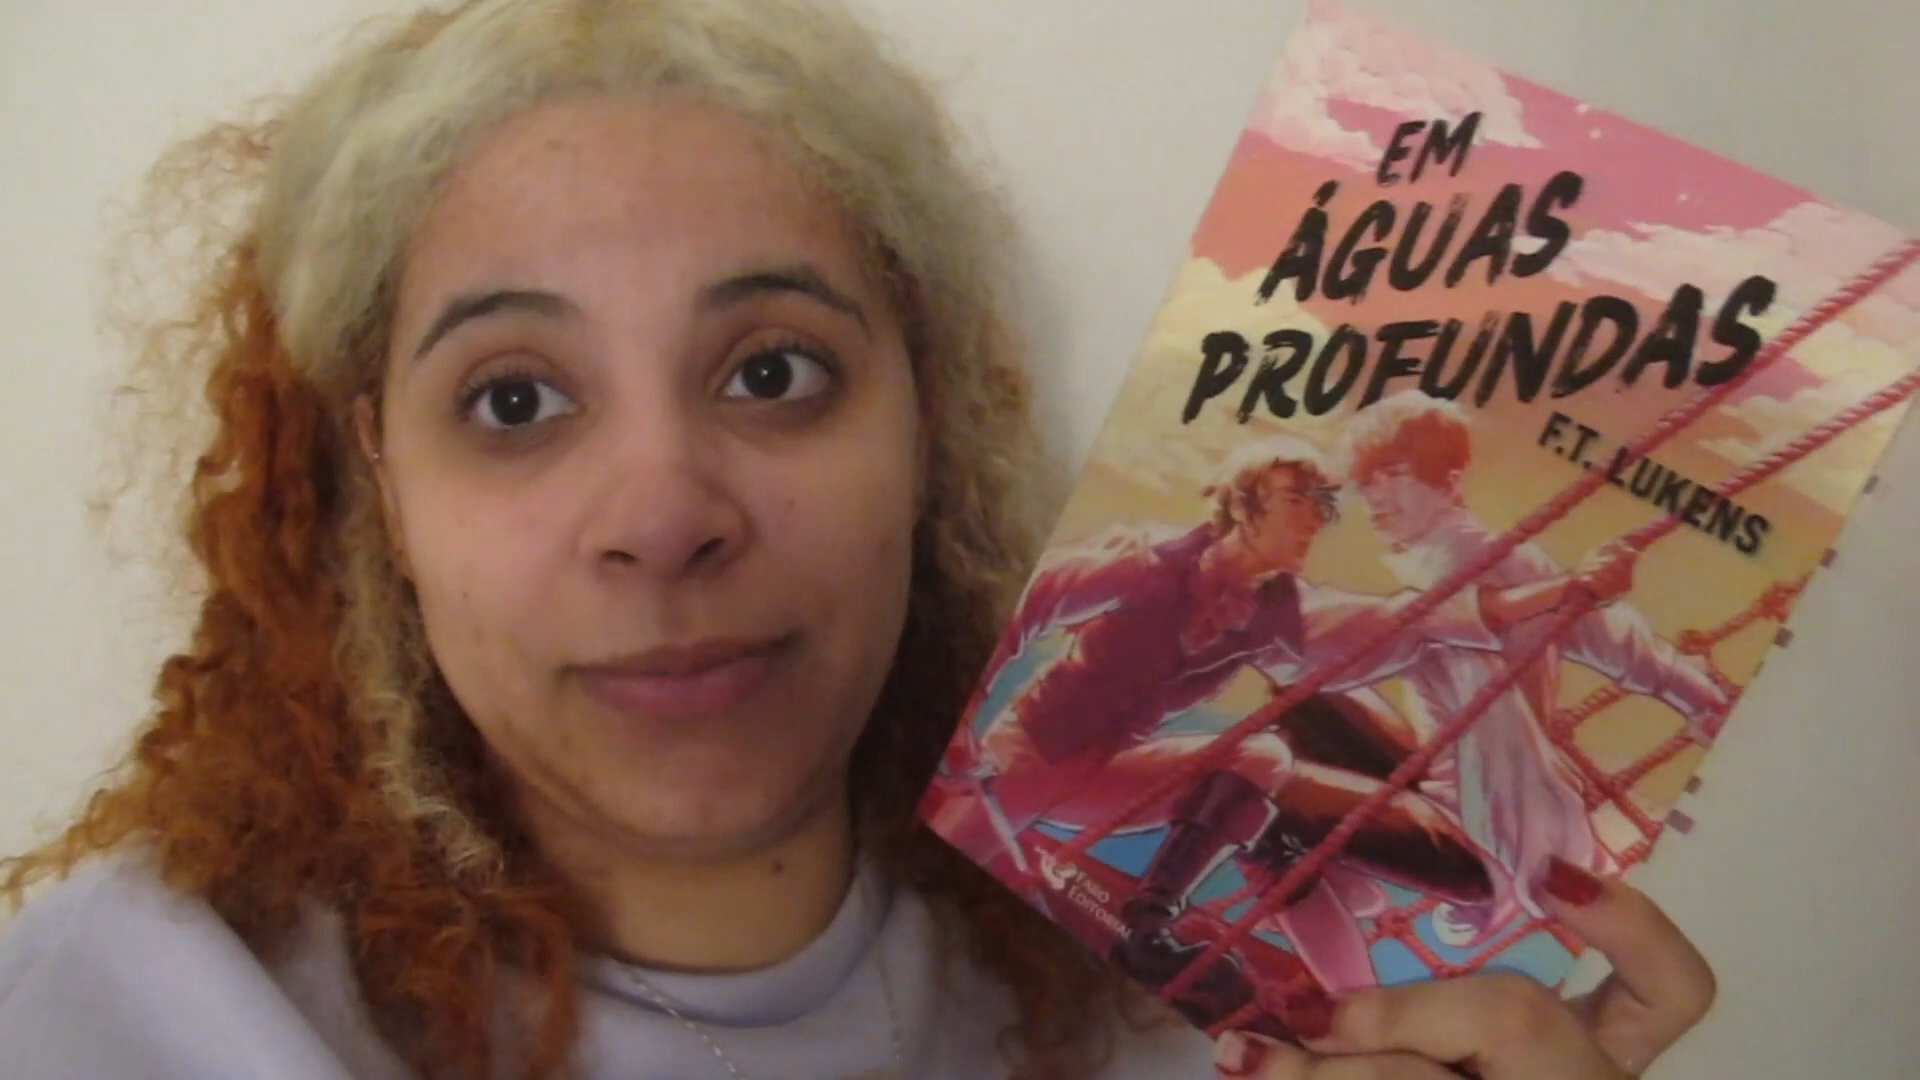 EM
ÁGUAS
PROFUNDAS
F.T. LUKENS
FARO
EDITORIAL